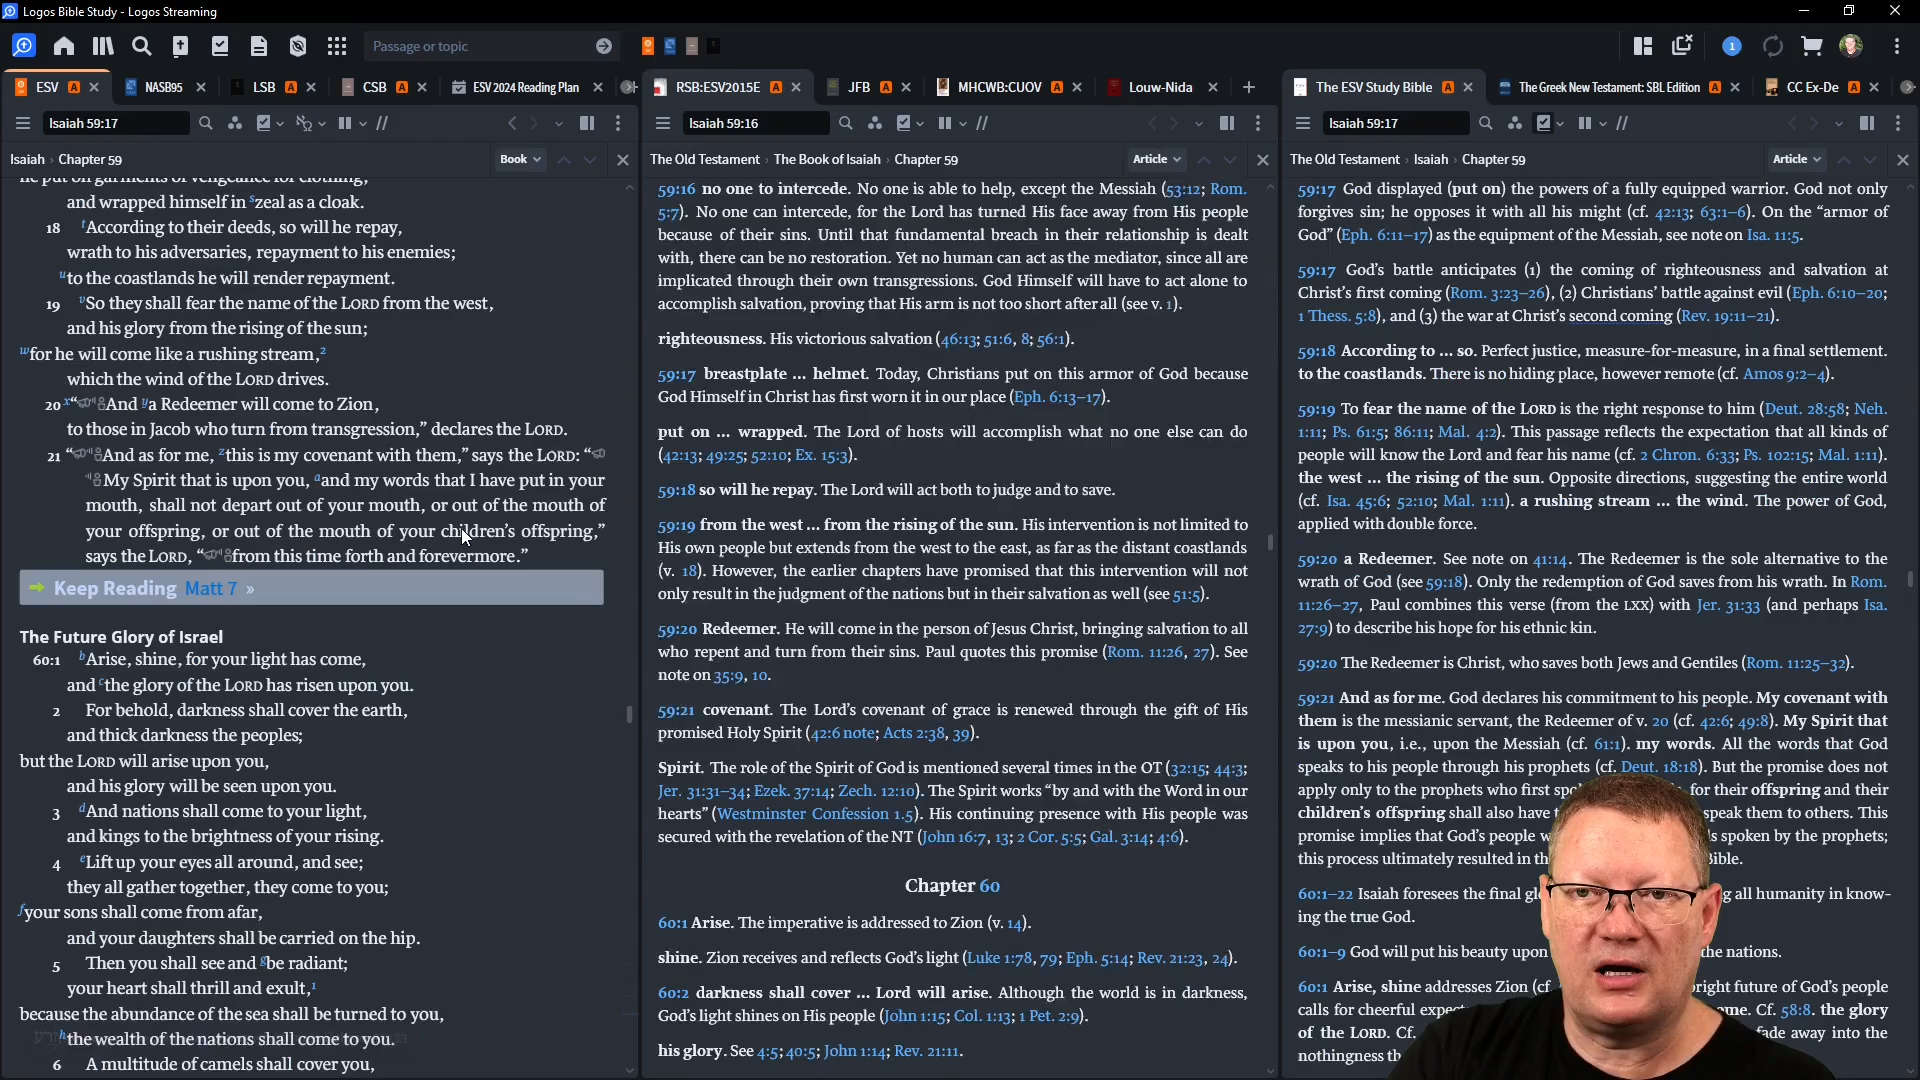 Logos Bible Study - Logos Streaming
Passage or topic
1
ESV A
NASB95
LSB A
CSB A
ESV 2024 Reading Plan
RSB:ESV2015E A
JFB A
MHCWB:CUOV A
Louw-Nida
The ESV Study Bible A
The Greek New Testament: SBL Edition A
CC Ex-De A
Isaiah 59:17
Isaiah 59:16
Isaiah 59:17
Isaiah › Chapter 59
Book
he put on garments of vengeance for clothing,
and wrapped himself in szeal as a cloak.
18 tAccording to their deeds, so will he repay,
wrath to his adversaries, repayment to his enemies;
uto the coastlands he will render repayment.
19 vSo they shall fear the name of the LORD from the west,
and his glory from the rising of the sun;
wfor he will come like a rushing stream,2
which the wind of the LORD drives.
20 x“And ya Redeemer will come to Zion,
to those in Jacob who turn from transgression,” declares the LORD.
21 “And as for me, zthis is my covenant with them,” says the LORD: “
My Spirit that is upon you, aand my words that I have put in your
mouth, shall not depart out of your mouth, or out of the mouth of
your offspring, or out of the mouth of your children’s offspring,”
says the LORD, “from this time forth and forevermore.”
Keep Reading Matt 7 »
The Future Glory of Israel
60:1 bArise, shine, for your light has come,
and cthe glory of the LORD has risen upon you.
2 For behold, darkness shall cover the earth,
and thick darkness the peoples;
but the LORD will arise upon you,
and his glory will be seen upon you.
3 dAnd nations shall come to your light,
and kings to the brightness of your rising.
4 eLift up your eyes all around, and see;
they all gather together, they come to you;
fyour sons shall come from afar,
and your daughters shall be carried on the hip.
5 Then you shall see and gbe radiant;
your heart shall thrill and exult,1
because the abundance of the sea shall be turned to you,
hthe wealth of the nations shall come to you.
6 A multitude of camels shall cover you,
The Old Testament › The Book of Isaiah › Chapter 59
Article
59:16 no one to intercede. No one is able to help, except the Messiah (53:12; Rom.
5:7). No one can intercede, for the Lord has turned His face away from His people
because of their sins. Until that fundamental breach in their relationship is dealt
with, there can be no restoration. Yet no human can act as the mediator, since all are
implicated through their own transgressions. God Himself will have to act alone to
accomplish salvation, proving that His arm is not too short after all (see v. 1).
righteousness. His victorious salvation (46:13; 51:6, 8; 56:1).
59:17 breastplate ... helmet. Today, Christians put on this armor of God because
God Himself in Christ has first worn it in our place (Eph. 6:13–17).
put on ... wrapped. The Lord of hosts will accomplish what no one else can do
(42:13; 49:25; 52:10; Ex. 15:3).
59:18 so will he repay. The Lord will act both to judge and to save.
59:19 from the west ... from the rising of the sun. His intervention is not limited to
His own people but extends from the west to the east, as far as the distant coastlands
(v. 18). However, the earlier chapters have promised that this intervention will not
only result in the judgment of the nations but in their salvation as well (see 51:5).
59:20 Redeemer. He will come in the person of Jesus Christ, bringing salvation to all
who repent and turn from their sins. Paul quotes this promise (Rom. 11:26, 27). See
note on 35:9, 10.
59:21 covenant. The Lord’s covenant of grace is renewed through the gift of His
promised Holy Spirit (42:6 note; Acts 2:38, 39).
Spirit. The role of the Spirit of God is mentioned several times in the OT (32:15; 44:3;
Jer. 31:31–34; Ezek. 37:14; Zech. 12:10). The Spirit works “by and with the Word in our
hearts” (Westminster Confession 1.5). His continuing presence with His people was
secured with the revelation of the NT (John 16:7, 13; 2 Cor. 5:5; Gal. 3:14; 4:6).
Chapter 60
60:1 Arise. The imperative is addressed to Zion (v. 14).
shine. Zion receives and reflects God’s light (Luke 1:78, 79; Eph. 5:14; Rev. 21:23, 24).
60:2 darkness shall cover ... Lord will arise. Although the world is in darkness,
God’s light shines on His people (John 1:15; Col. 1:13; 1 Pet. 2:9).
his glory. See 4:5; 40:5; John 1:14; Rev. 21:11.
The Old Testament › Isaiah › Chapter 59
Article
59:17 God displayed (put on) the powers of a fully equipped warrior. God not only
forgives sin; he opposes it with all his might (cf. 42:13; 63:1–6). On the “armor of
God” (Eph. 6:11–17) as the equipment of the Messiah, see note on Isa. 11:5.
59:17 God’s battle anticipates (1) the coming of righteousness and salvation at
Christ’s first coming (Rom. 3:23–26), (2) Christians’ battle against evil (Eph. 6:10–20;
1 Thess. 5:8), and (3) the war at Christ’s second coming (Rev. 19:11–21).
59:18 According to ... so. Perfect justice, measure-for-measure, in a final settlement.
to the coastlands. There is no hiding place, however remote (cf. Amos 9:2–4).
59:19 To fear the name of the LORD is the right response to him (Deut. 28:58; Neh.
1:11; Ps. 61:5; 86:11; Mal. 4:2). This passage reflects the expectation that all kinds of
people will know the Lord and fear his name (cf. 2 Chron. 6:33; Ps. 102:15; Mal. 1:11).
the west ... the rising of the sun. Opposite directions, suggesting the entire world
(cf. Isa. 45:6; 52:10; Mal. 1:11). a rushing stream ... the wind. The power of God,
applied with double force.
59:20 a Redeemer. See note on 41:14. The Redeemer is the sole alternative to the
wrath of God (see 59:18). Only the redemption of God saves from his wrath. In Rom.
11:26–27, Paul combines this verse (from the LXX) with Jer. 31:33 (and perhaps Isa.
27:9) to describe his hope for his ethnic kin.
59:20 The Redeemer is Christ, who saves both Jews and Gentiles (Rom. 11:25–32).
59:21 And as for me. God declares his commitment to his people. My covenant with
them is the messianic servant, the Redeemer of v. 20 (cf. 42:6; 49:8). My Spirit that
is upon you, i.e., upon the Messiah (cf. 61:1). my words. All the words that God
speaks to his people through his prophets (cf. Deut. 18:18). But the promise does not
apply only to the prophets who first for their offspring and their
children’s offspring shall also have speak them to others. This
promise implies that God’s people spoken by the prophets;
this process ultimately resulted in Bible.
60:1–22 Isaiah foresees the final all humanity in know-
ing the true God.
60:1–9 God will put his beauty upon the nations.
60:1 Arise, shine addresses Zion (cf right future of God’s people
calls for cheerful Cf. 58:8. the glory
of the LORD. Cf. fade away into the
nothingness